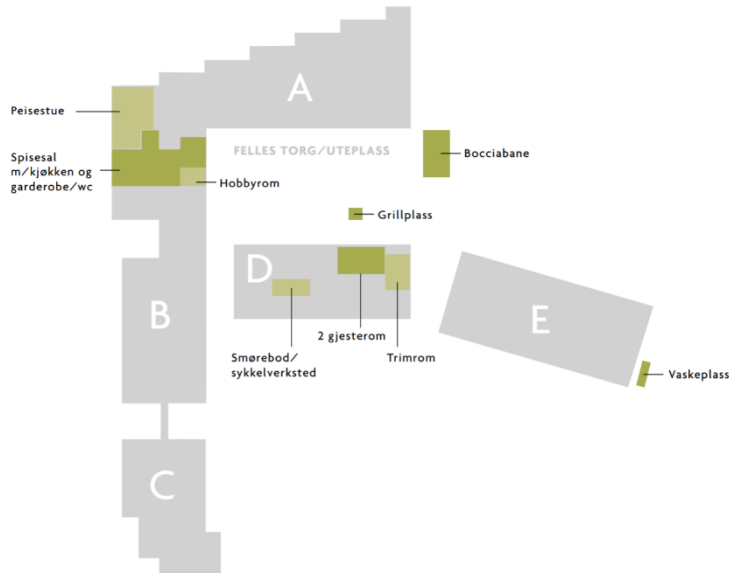 A
Peisestue
FELLES TORG/UTEPLASS
Bocciabane
Spisesal
m/kjøkken og
garderobe/wc
Hobbyrom
Grillplass
D
B
E
2 gjesterom
Smørebod/
sykkelverksted
Trimrom
Vaskeplass
C